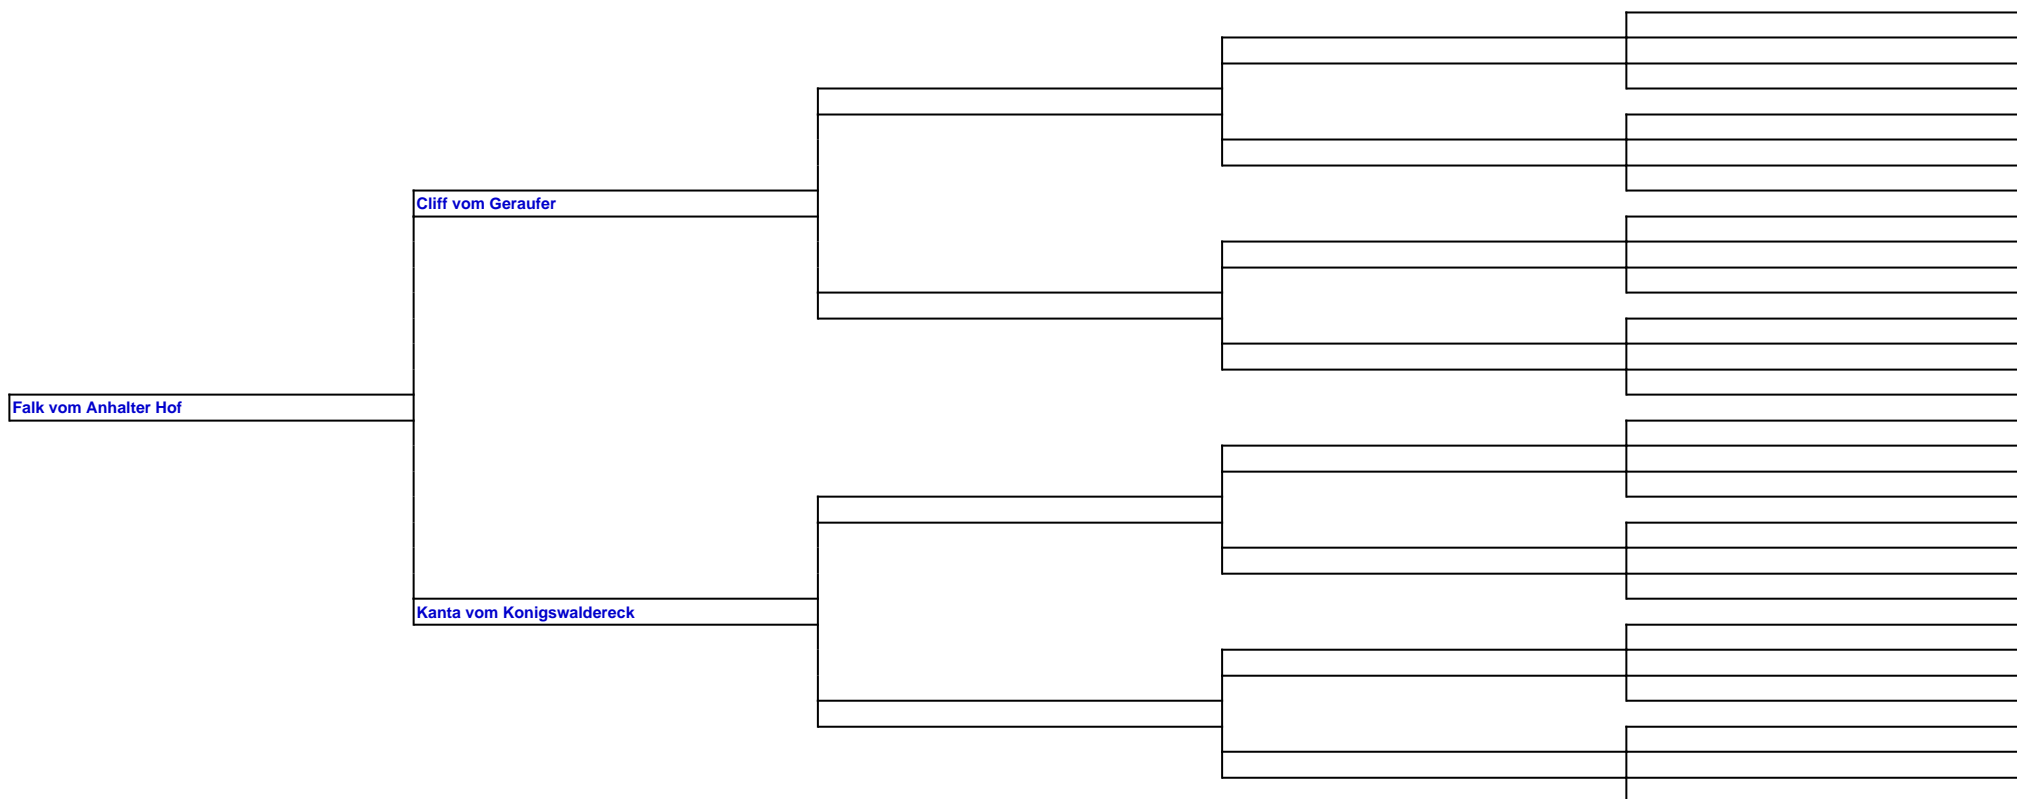 Cliff vom Geraufer
Falk vom Anhalter Hof
Kanta vom Konigswaldereck